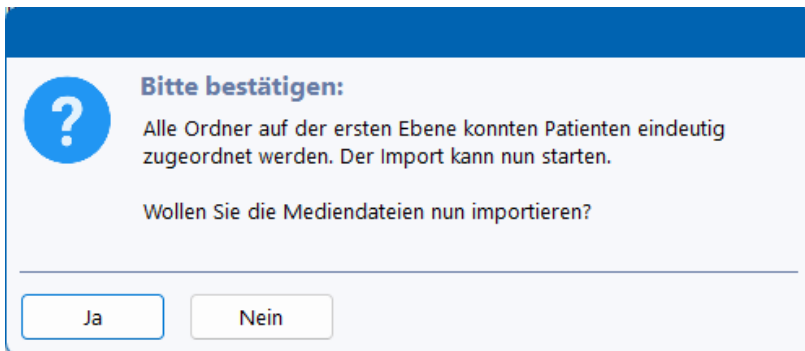 Bitte bestätigen:
Alle Ordner auf der ersten Ebene konnten Patienten eindeutig
zugeordnet werden. Der Import kann nun starten.
Wollen Sie die Mediendateien nun importieren?
Ja
Nein